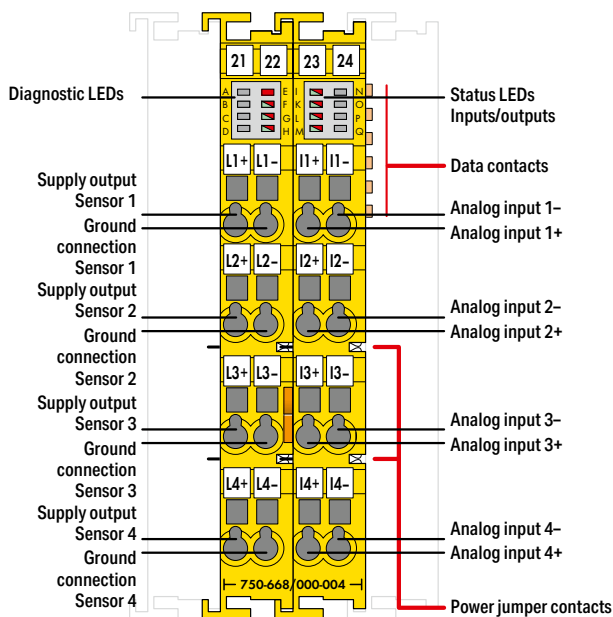 21 22 23 24
Diagnostic LEDs
A E I N
B F K O
C G L P
D H M Q
Status LEDs
Inputs/outputs
Data contacts
L1+ L1– I1+ I1–
Supply output
Sensor 1
Ground
connection
Sensor 1
Analog input 1–
Analog input 1+
L2+ L2– I2+ I2–
Supply output
Sensor 2
Ground
connection
Sensor 2
Analog input 2–
Analog input 2+
L3+ L3– I3+ I3–
Supply output
Sensor 3
Ground
connection
Sensor 3
Analog input 3–
Analog input 3+
L4+ L4– I4+ I4–
Supply output
Sensor 4
Ground
connection
Sensor 4
Analog input 4–
Analog input 4+
750-668/000-004
Power jumper contacts